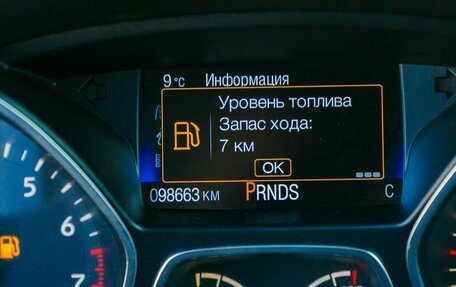 9°C Информация
Уровень топлива
Запас хода:
7 км
OK
098663 КМ PRNDS C
5
6
7